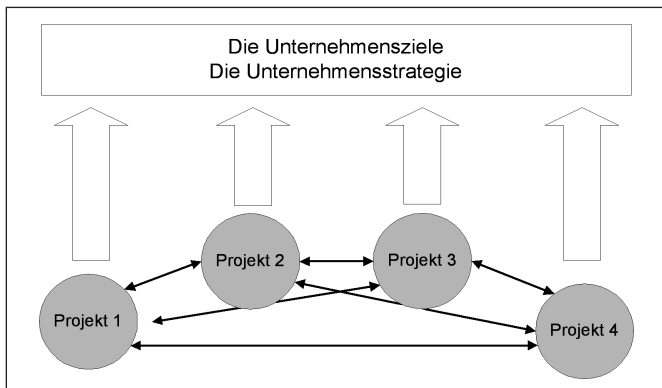 Die Unternehmensziele
Die Unternehmensstrategie
Projekt 2
Projekt 3
Projekt 1
Projekt 4